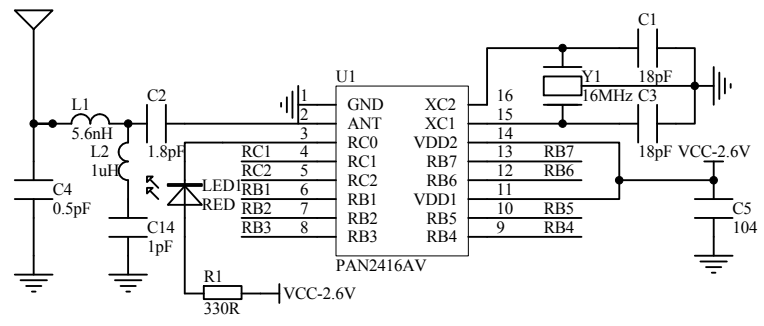 C1
U1
L1
C2
1
GND
XC2
16
Y1
18pF
16MHz
C3
5.6nH
2
ANT
XC1
15
L2
1.8pF
3
RC0
VDD2
14
18pF
VCC-2.6V
1uH
RC1
4
RC1
RB7
13
RB7
RC2
5
RC2
RB6
12
RB6
C4
0.5pF
LED1
RED
RB1
6
RB1
VDD1
11
C5
104
C14
1pF
RB2
7
RB2
RB5
10
RB5
RB3
8
RB3
RB4
9
RB4
PAN2416AV
R1
330R
VCC-2.6V